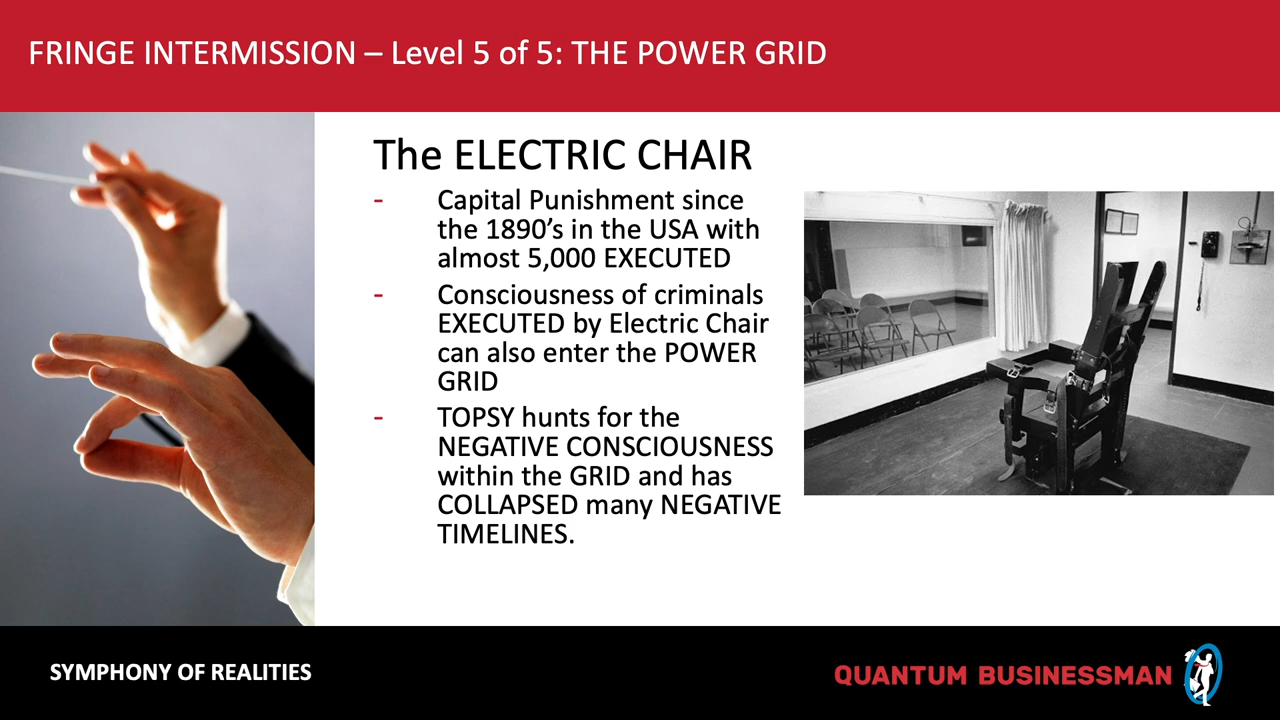 FRINGE INTERMISSION – Level 5 of 5: THE POWER GRID
The ELECTRIC CHAIR
- Capital Punishment since
the 1890’s in the USA with
almost 5,000 EXECUTED
- Consciousness of criminals
EXECUTED by Electric Chair
can also enter the POWER
GRID
- TOPSY hunts for the
NEGATIVE CONSCIOUSNESS
within the GRID and has
COLLAPSED many NEGATIVE
TIMELINES.
SYMPHONY OF REALITIES
QUANTUM BUSINESSMAN